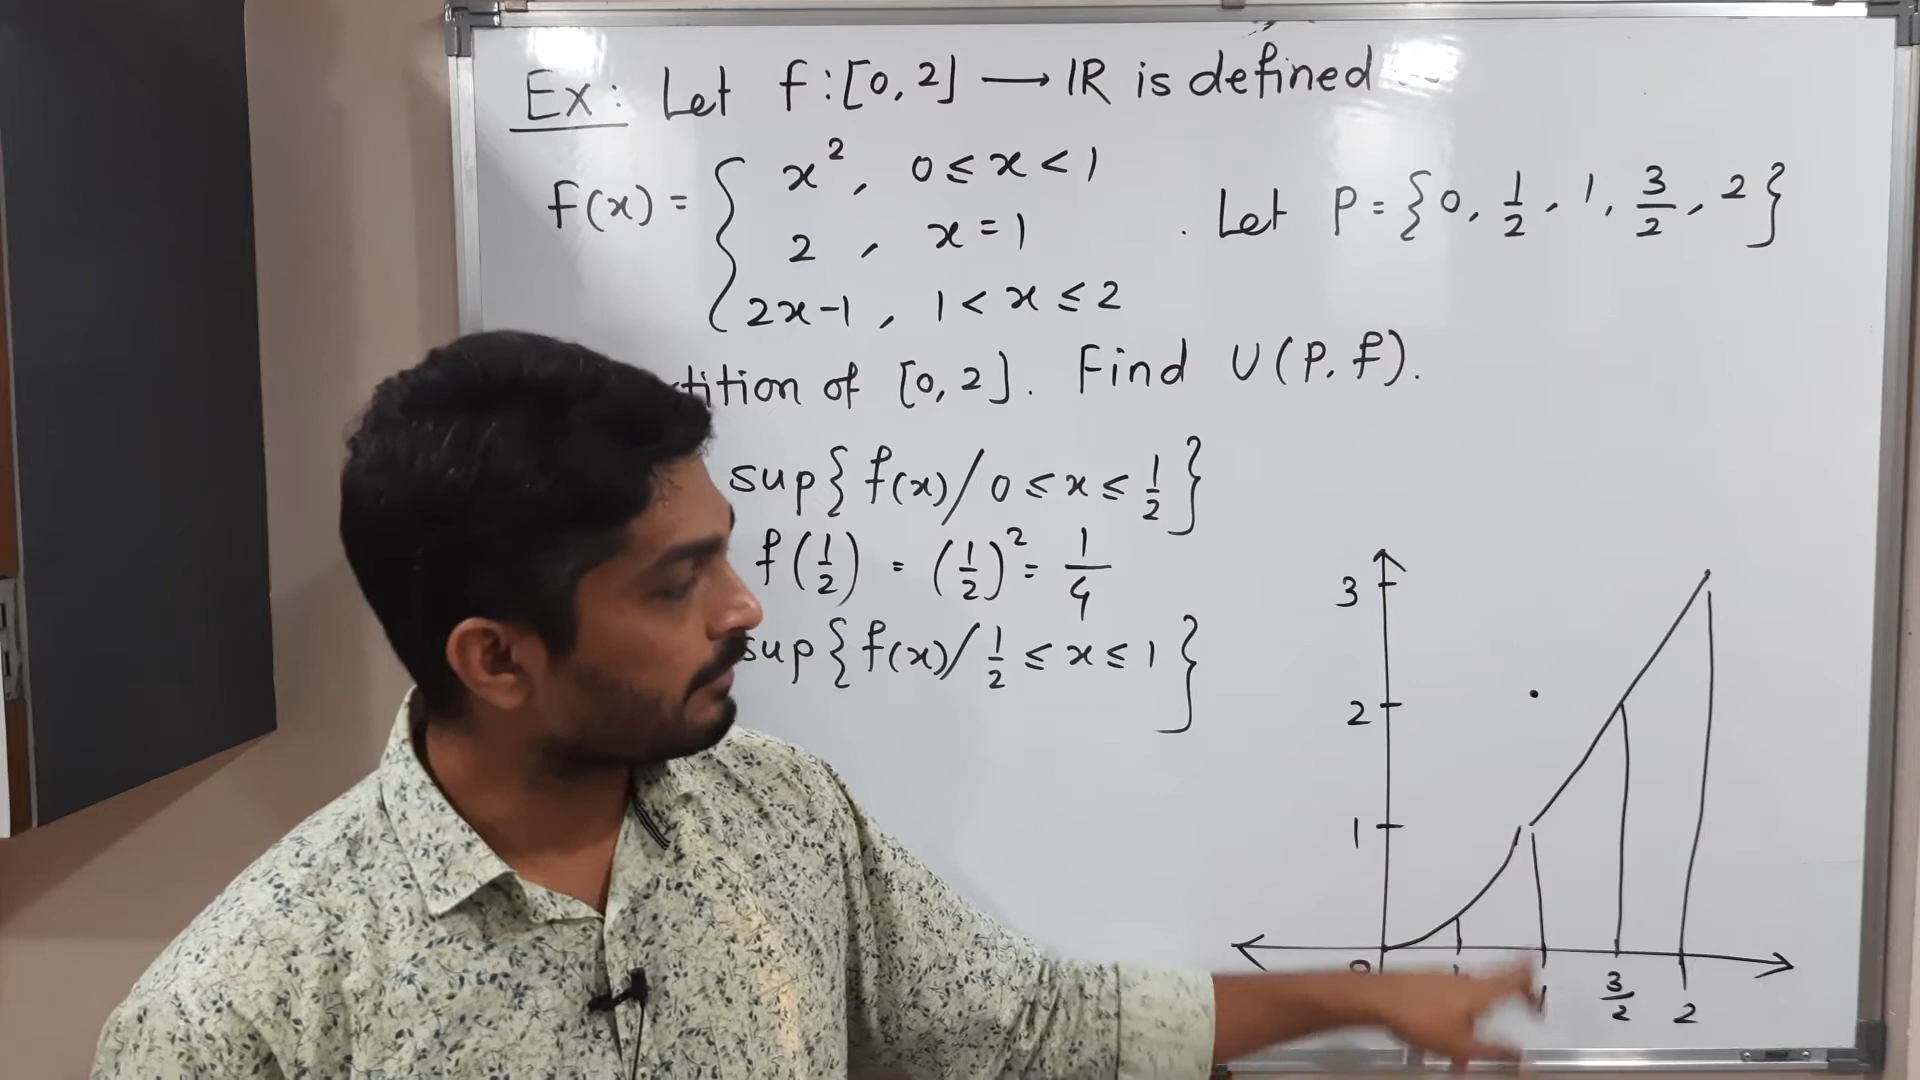 Ex: Let f:[0, 2] → IR is defined
f(x) = { x², 0 ≤ x < 1
2, x = 1
2x-1, 1 < x ≤ 2
. Let P = {0, 1/2, 1, 3/2, 2}
of [0, 2]. Find U(P, f).
sup{f(x)/0 ≤ x ≤ 1/2}
f(1/2) = (1/2)² = 1/4
sup{f(x)/1/2 ≤ x ≤ 1}
3
2
1
0
1
3/2
2